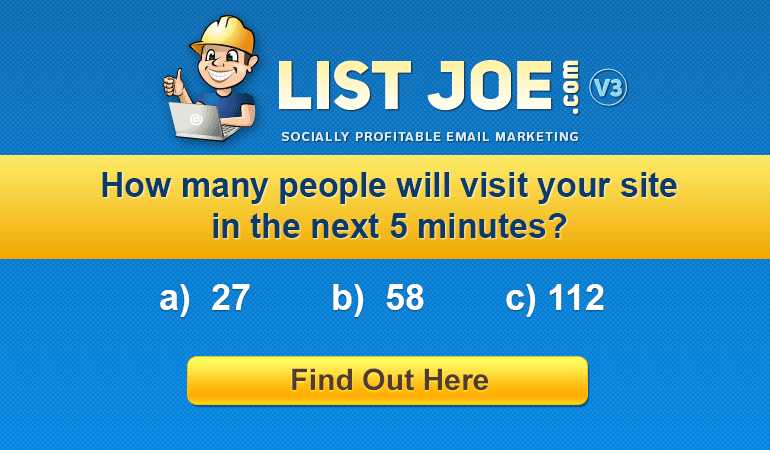 LIST JOE .com V3
SOCIALLY PROFITABLE EMAIL MARKETING
@
How many people will visit your site
in the next 5 minutes?
a) 27 b) 58 c) 112
Find Out Here